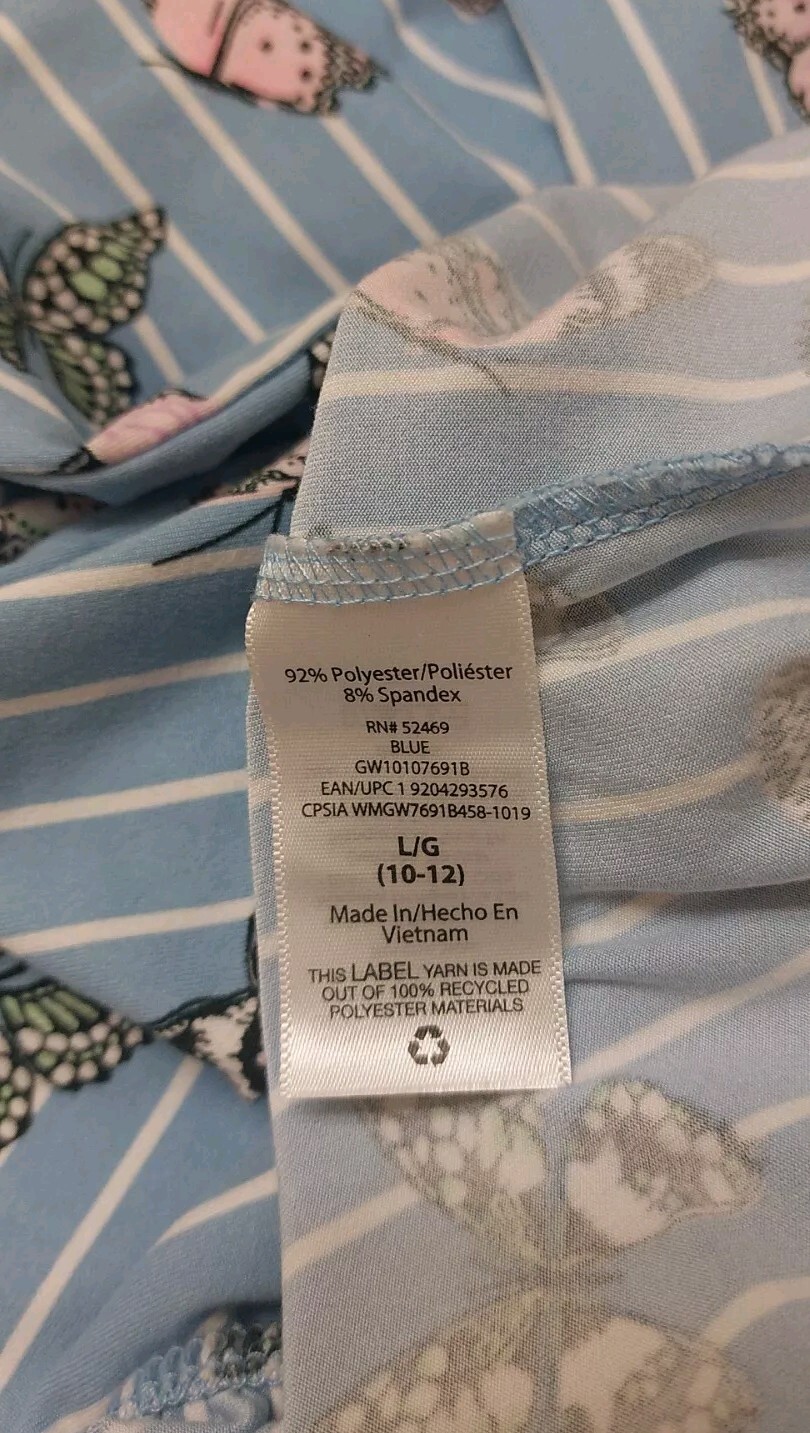 92% Polyester/Poliéster
8% Spandex
RN# 52469
BLUE
GW10107691B
EAN/UPC 1 9204293576
CPSIA WMGW7691B458-1019
L/G
(10-12)
Made In/Hecho En
Vietnam
THIS LABEL YARN IS MADE
OUT OF 100% RECYCLED
POLYESTER MATERIALS